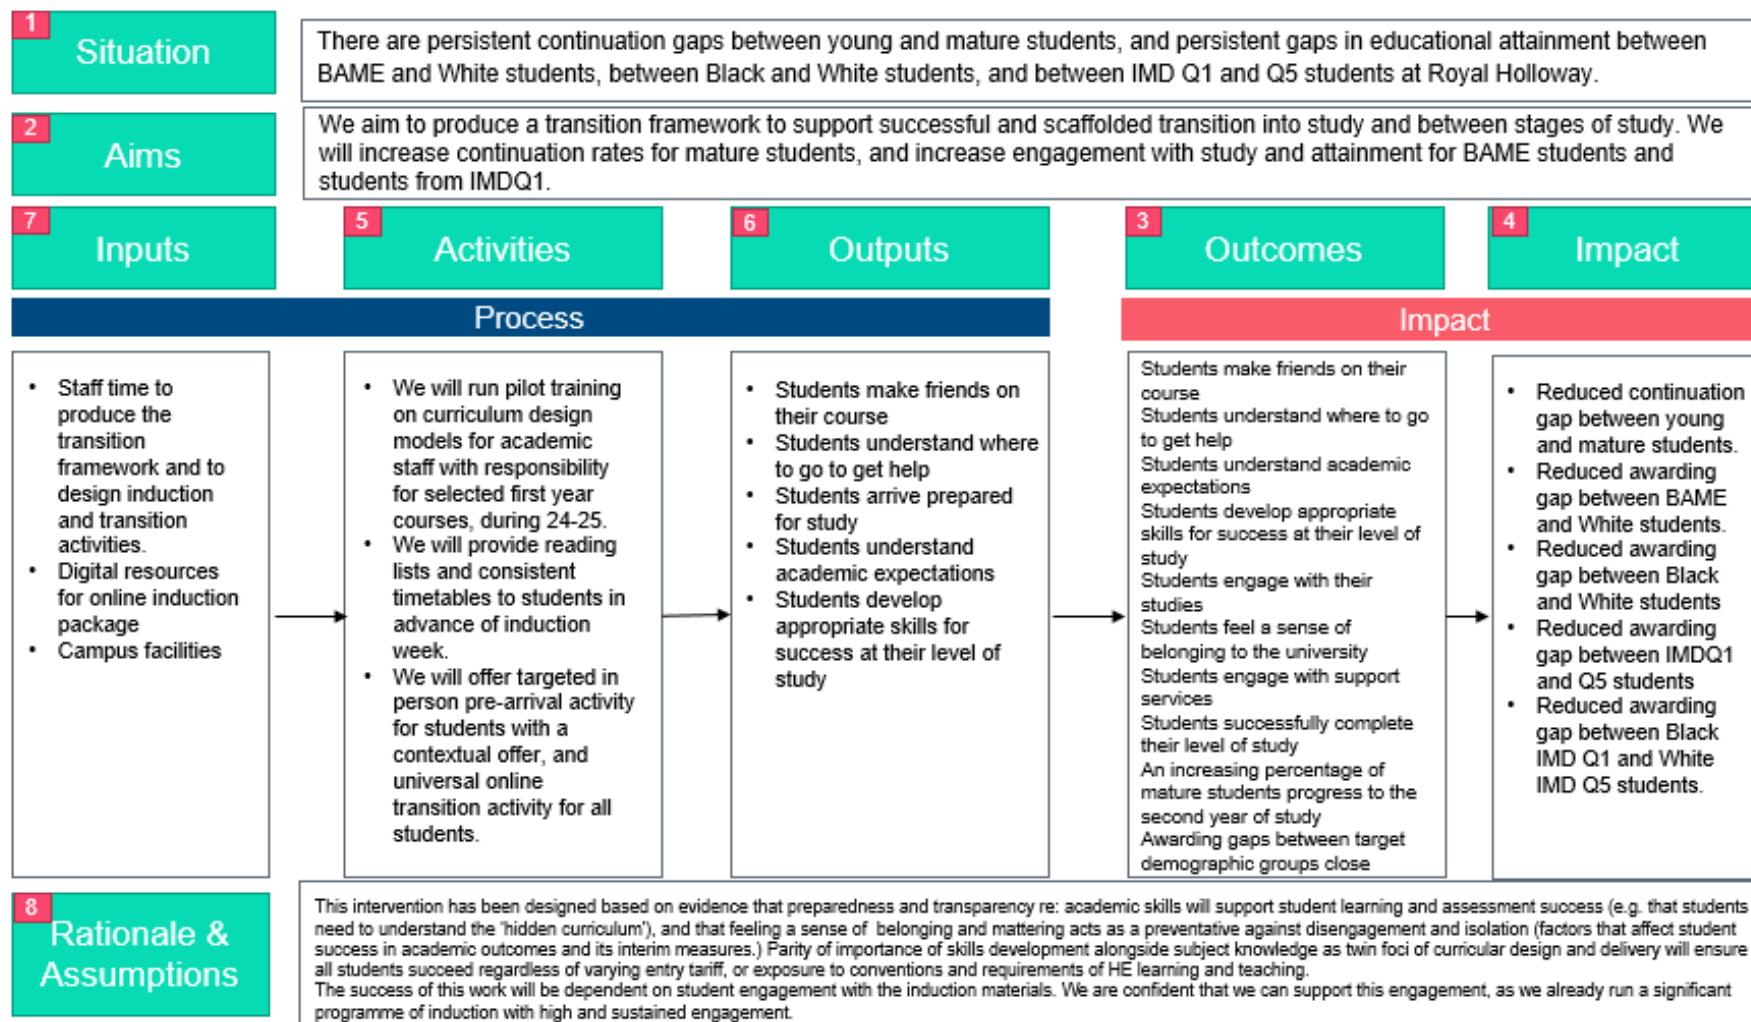 1
Situation
There are persistent continuation gaps between young and mature students, and persistent gaps in educational attainment between
BAME and White students, between Black and White students, and between IMD Q1 and Q5 students at Royal Holloway.
2
Aims
We aim to produce a transition framework to support successful and scaffolded transition into study and between stages of study. We
will increase continuation rates for mature students, and increase engagement with study and attainment for BAME students and
students from IMDQ1.
7
Inputs
5
Activities
6
Outputs
3
Outcomes
4
Impact
Process
Impact
• Staff time to
produce the
transition
framework and to
design induction
and transition
activities.
• Digital resources
for online induction
package
• Campus facilities
• We will run pilot training
on curriculum design
models for academic
staff with responsibility
for selected first year
courses, during 24-25.
• We will provide reading
lists and consistent
timetables to students in
advance of induction
week.
• We will offer targeted in
person pre-arrival activity
for students with a
contextual offer, and
universal online
transition activity for all
students.
• Students make friends on
their course
• Students understand where
to go to get help
• Students arrive prepared
for study
• Students understand
academic expectations
• Students develop
appropriate skills for
success at their level of
study
Students make friends on their
course
Students understand where to go
to get help
Students understand academic
expectations
Students develop appropriate
skills for success at their level of
study
Students engage with their
studies
Students feel a sense of
belonging to the university
Students engage with support
services
Students successfully complete
their level of study
An increasing percentage of
mature students progress to the
second year of study
Awarding gaps between target
demographic groups close
• Reduced continuation
gap between young
and mature students.
• Reduced awarding
gap between BAME
and White students.
• Reduced awarding
gap between Black
and White students
• Reduced awarding
gap between IMDQ1
and Q5 students
• Reduced awarding
gap between Black
IMD Q1 and White
IMD Q5 students.
8
Rationale &
Assumptions
This intervention has been designed based on evidence that preparedness and transparency re: academic skills will support student learning and assessment success (e.g. that students
need to understand the 'hidden curriculum'), and that feeling a sense of belonging and mattering acts as a preventative against disengagement and isolation (factors that affect student
success in academic outcomes and its interim measures.) Parity of importance of skills development alongside subject knowledge as twin foci of curricular design and delivery will ensure
all students succeed regardless of varying entry tariff, or exposure to conventions and requirements of HE learning and teaching.
The success of this work will be dependent on student engagement with the induction materials. We are confident that we can support this engagement, as we already run a significant
programme of induction with high and sustained engagement.